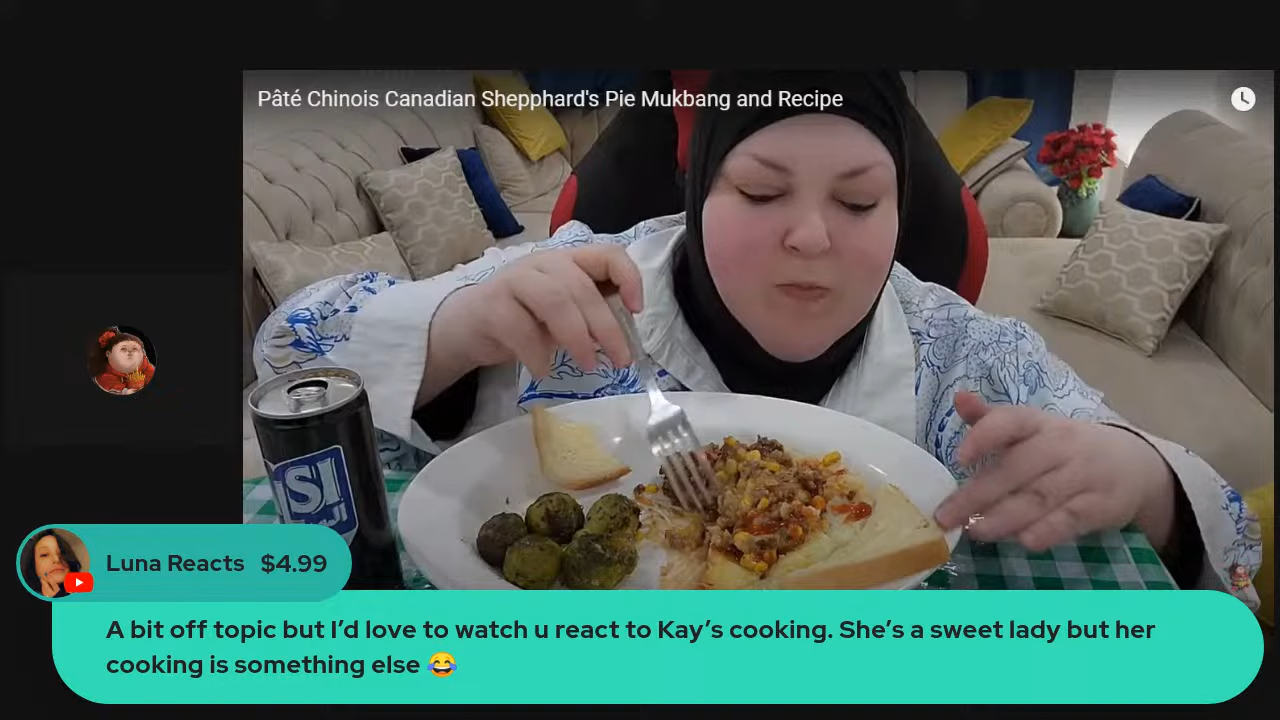 Pâté Chinois Canadian Shepphard's Pie Mukbang and Recipe
SI
Luna Reacts $4.99
A bit off topic but I’d love to watch u react to Kay’s cooking. She’s a sweet lady but her
cooking is something else 😂